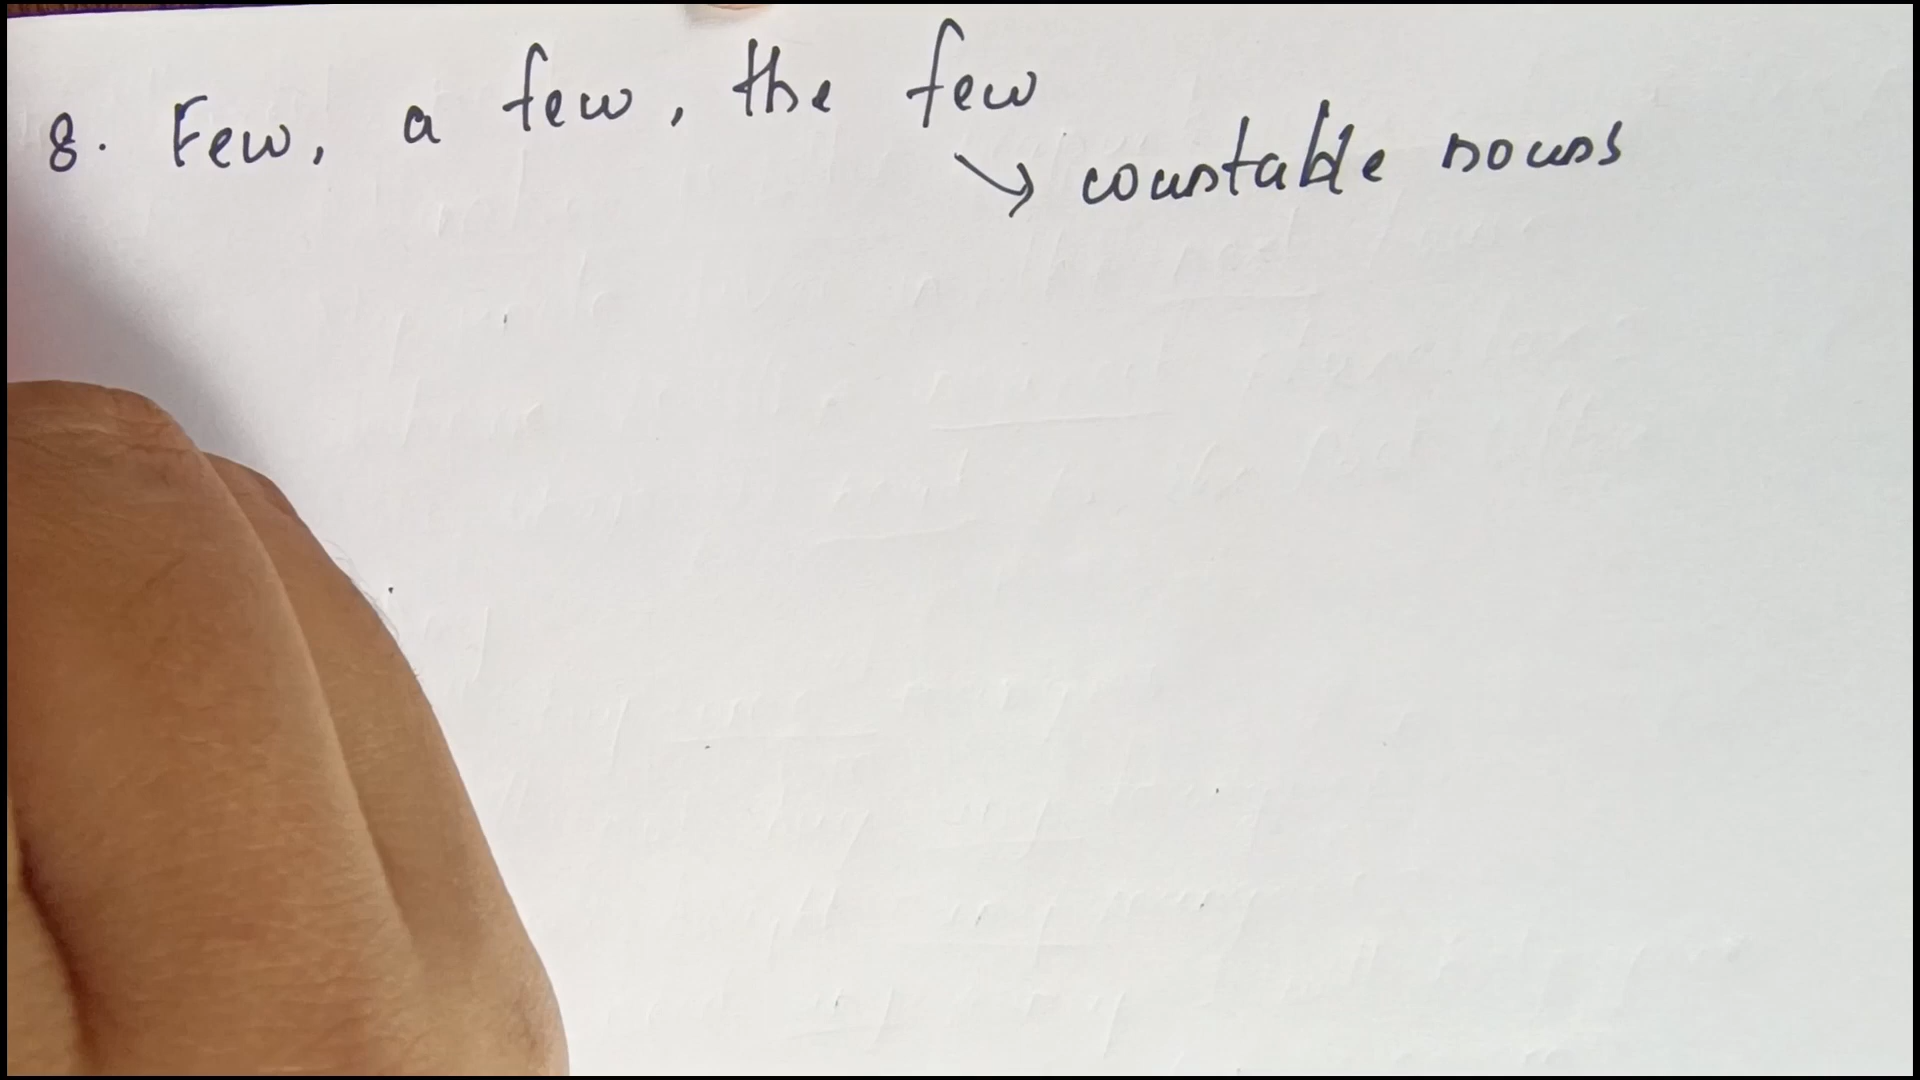 8. Few, a few, the few
↘ countable nouns